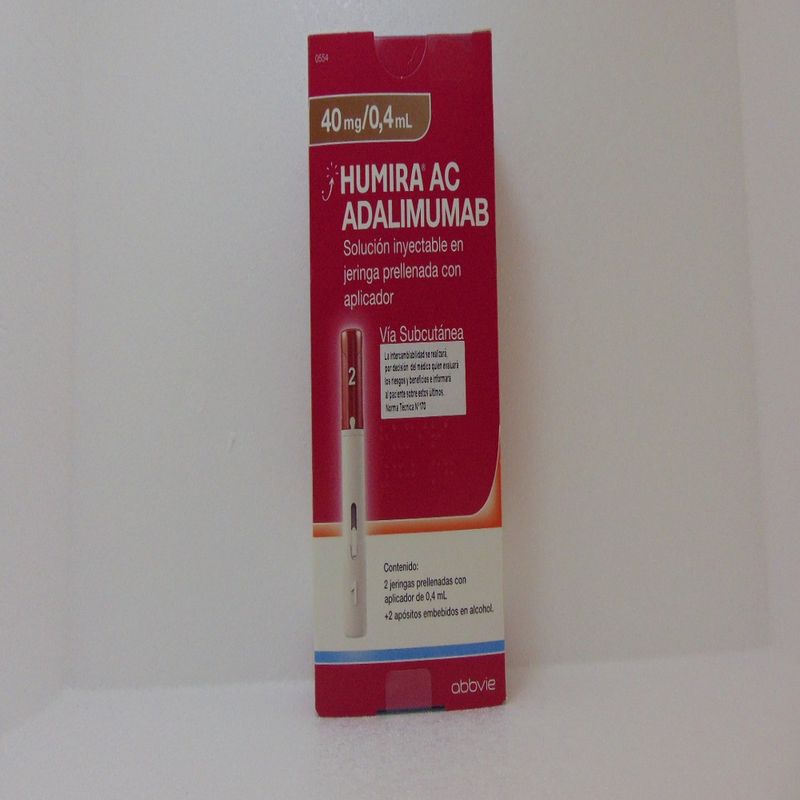 0554
40 mg/0,4 mL
HUMIRA® AC
ADALIMUMAB
Solución inyectable en
jeringa prellenada con
aplicador
Vía Subcutánea
La intercambiabilidad se realizará,
por decisión del médico quien evaluará
los riesgos y beneficios e informará
al paciente sobre estos últimos.
Norma Técnica N°170
2
1
Contenido:
2 jeringas prellenadas con
aplicador de 0,4 mL
+2 apósitos embebidos en alcohol.
abbvie